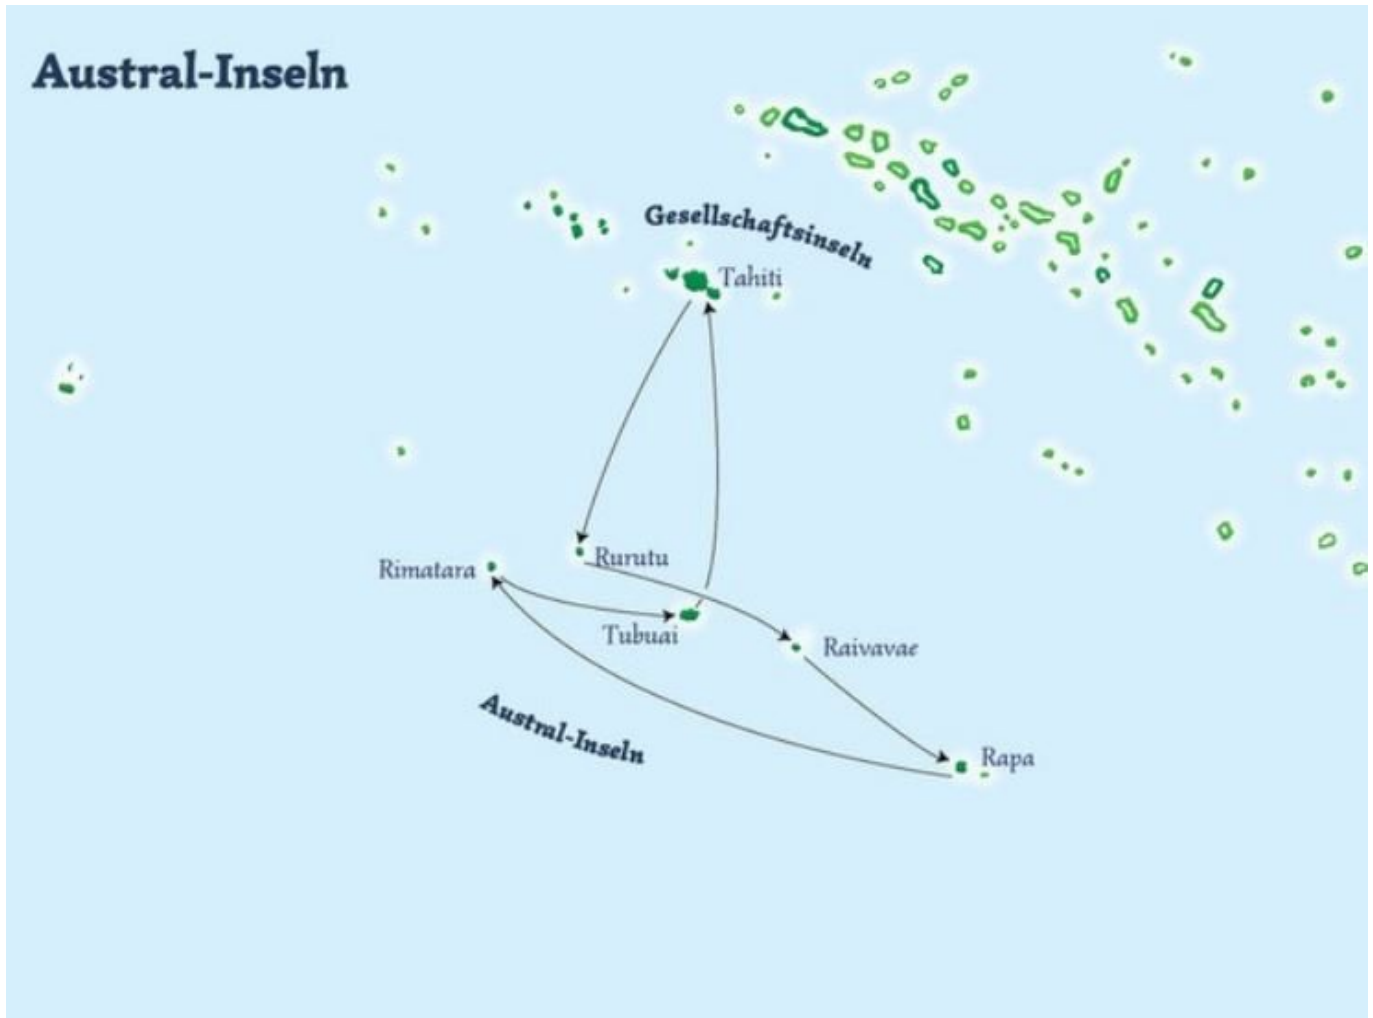 Austral-Inseln
Gesellschaftsinseln
Tahiti
Rurutu
Rimatara
Tubuai
Raivavae
Austral-Inseln
Rapa